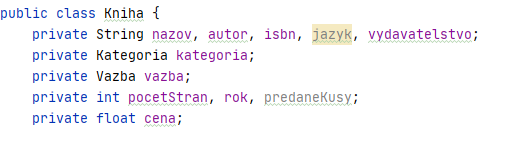 public class Kniha {
    private String nazov, autor, isbn, jazyk, vydavatelstvo;
    private Kategoria kategoria;
    private Vazba vazba;
    private int pocetStran, rok, predaneKusy;
    private float cena;